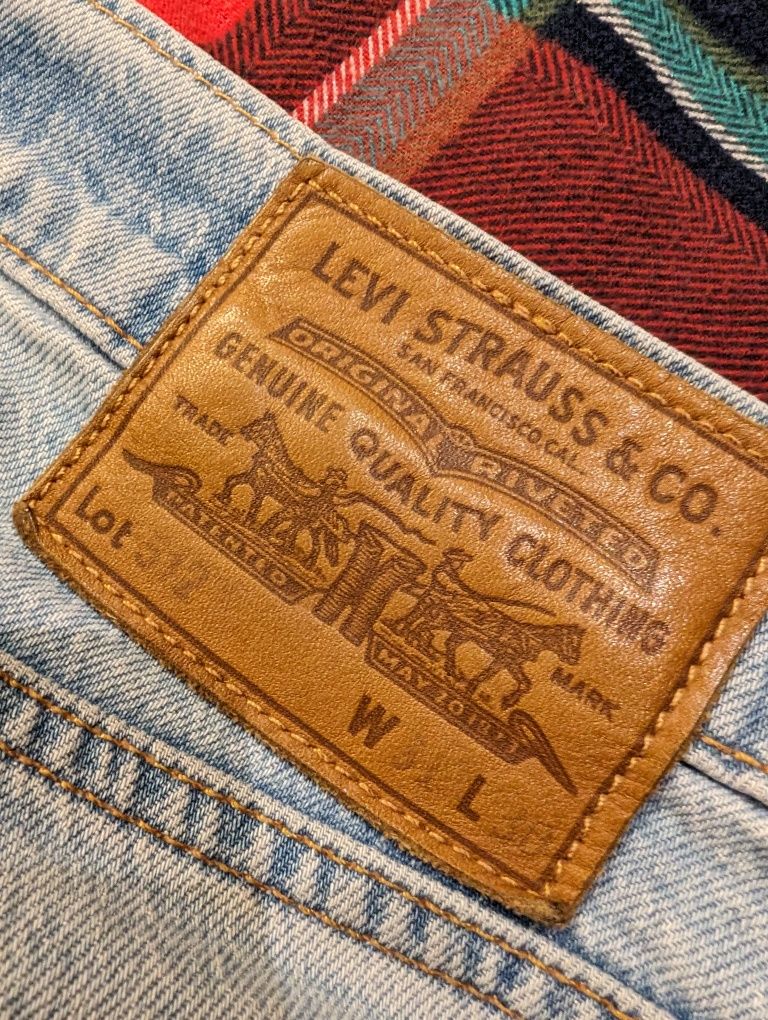 LEVI STRAUSS & CO.
SAN FRANCISCO, CAL.
ORIGINAL RIVETED
GENUINE QUALITY CLOTHING
TRADE MARK
PATENTED MAY 20 1873
Lot
W L